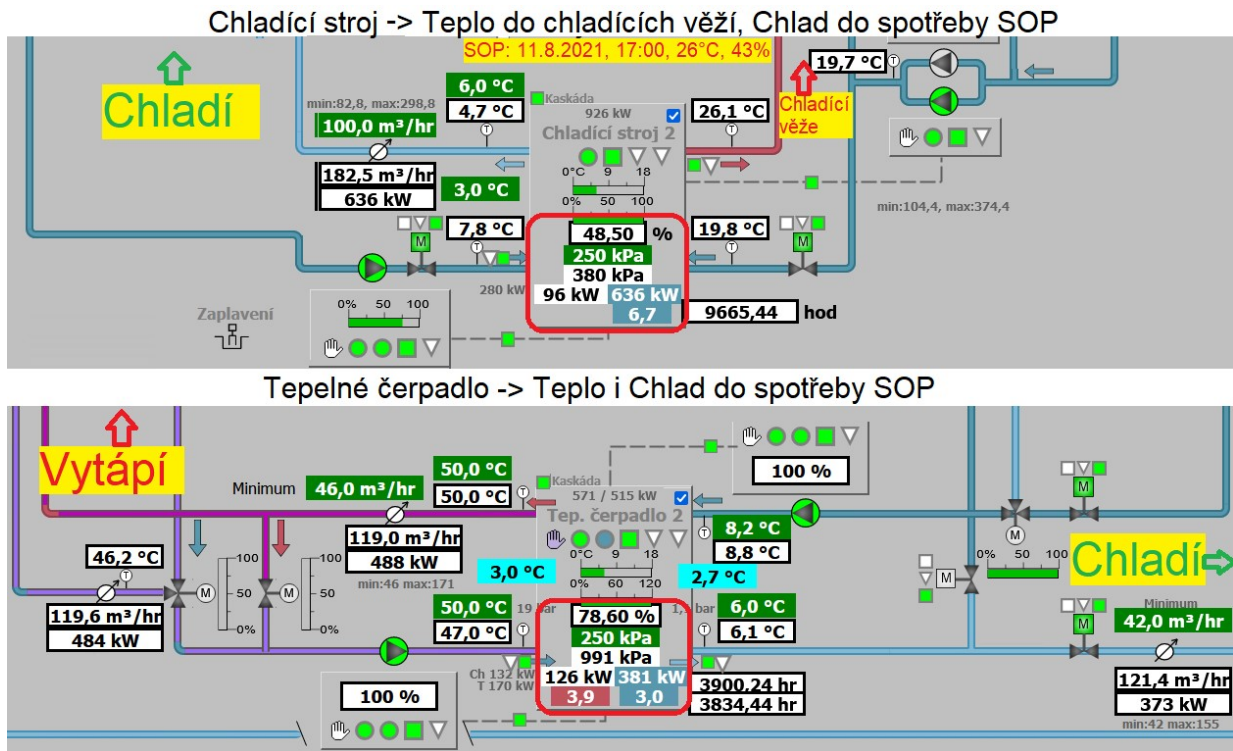 Chladící stroj -> Teplo do chladících věží, Chlad do spotřeby SOP
SOP: 11.8.2021, 17:00, 26°C, 43%
Chladí
min:82,8, max:298,8
100,0 m³/hr
182,5 m³/hr
636 kW
6,0 °C
4,7 °C
3,0 °C
7,8 °C
Kaskáda
926 kW
Chladící stroj 2
0°C 9 18
0% 50 100
48,50 %
250 kPa
380 kPa
96 kW 636 kW
6,7
280 kW
26,1 °C
Chladící
věže
19,7 °C
19,8 °C
min:104,4, max:374,4
9665,44 hod
M
M
T
T
T
T
T
Zaplavení
0% 50 100
Tepelné čerpadlo -> Teplo i Chlad do spotřeby SOP
Vytápí
Minimum 46,0 m³/hr
119,0 m³/hr
488 kW
min:46 max:171
50,0 °C
50,0 °C
Kaskáda
571 / 515 kW
Tep. čerpadlo 2
0°C 9 18
0% 60 120
3,0 °C
2,7 °C
100 %
8,2 °C
8,8 °C
46,2 °C
119,6 m³/hr
484 kW
100
50
0%
100
50
0%
M
M
50,0 °C
47,0 °C
19 bar
78,60 %
250 kPa
991 kPa
126 kW 381 kW
3,9 3,0
Ch 132 kW
T 170 kW
6,0 °C
6,1 °C
3900,24 hr
3834,44 hr
100 %
M
M
M
M
0% 50 100
Chladí
Minimum
42,0 m³/hr
121,4 m³/hr
373 kW
min:42 max:155
T
T
T
T
T